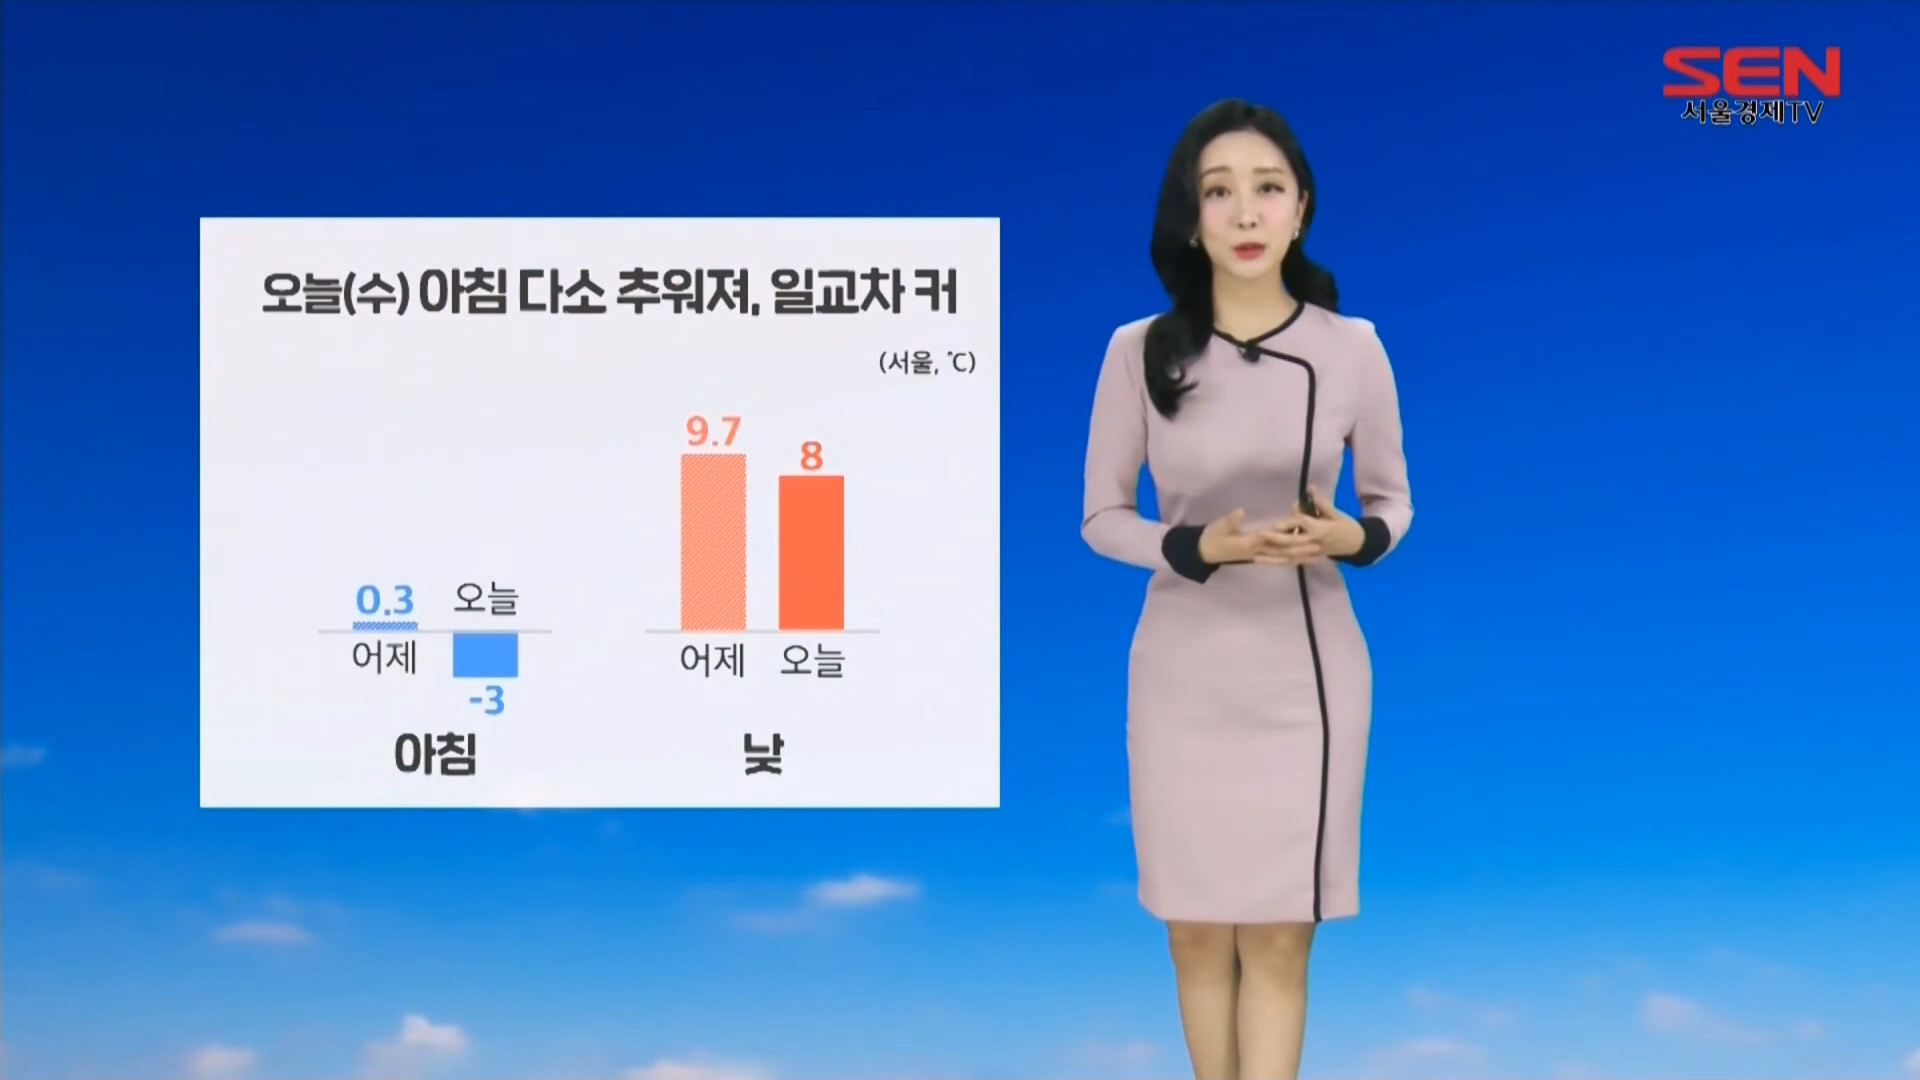 SEN
서울경제TV
오늘(수) 아침 다소 추워져, 일교차 커
(서울, ℃)
0.3
오늘
어제
-3
아침
9.7
8
어제
오늘
낮